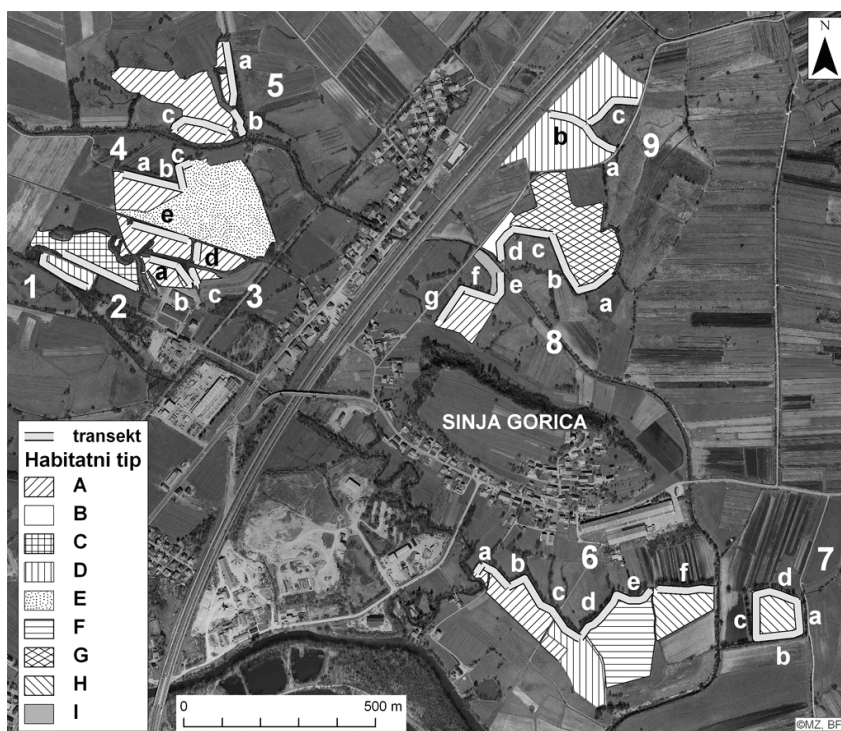 N
5
a
c
b
4
a
b
c
e
d
a
b
c
1
2
3
b
c
9
a
d
c
f
e
b
a
g
8
SINJA GORICA
transekt
Habitatni tip
A
B
C
D
E
F
G
H
I
6
7
a
b
c
d
e
f
d
c
a
b
0
500 m
©MZ, BF